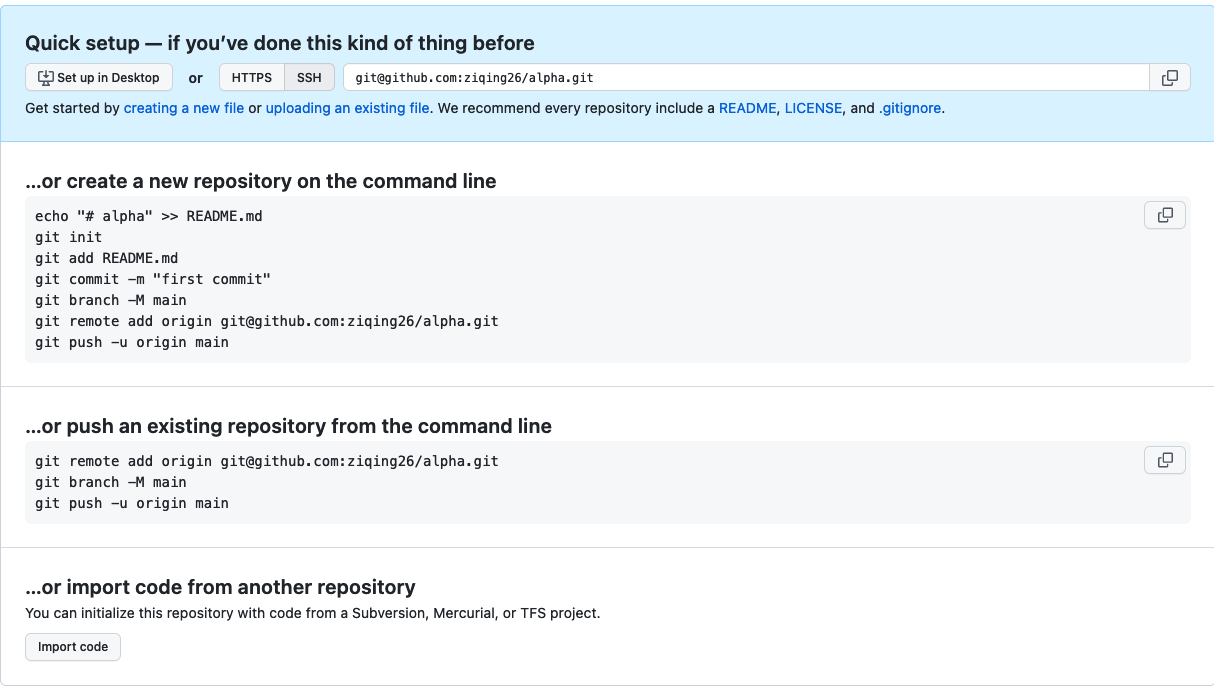 Quick setup — if you’ve done this kind of thing before
Set up in Desktop or HTTPS SSH git@github.com:ziqing26/alpha.git
Get started by creating a new file or uploading an existing file. We recommend every repository include a README, LICENSE, and .gitignore.
…or create a new repository on the command line
echo "# alpha" >> README.md
git init
git add README.md
git commit -m "first commit"
git branch -M main
git remote add origin git@github.com:ziqing26/alpha.git
git push -u origin main
…or push an existing repository from the command line
git remote add origin git@github.com:ziqing26/alpha.git
git branch -M main
git push -u origin main
…or import code from another repository
You can initialize this repository with code from a Subversion, Mercurial, or TFS project.
Import code